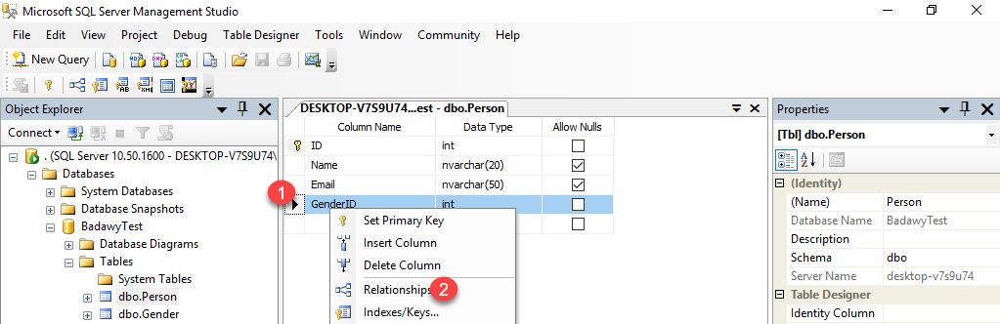 Microsoft SQL Server Management Studio
File Edit View Project Debug Table Designer Tools Window Community Help
New Query
Object Explorer
Connect
. (SQL Server 10.50.1600 - DESKTOP-V7S9U74\
Databases
System Databases
Database Snapshots
BadawyTest
Database Diagrams
Tables
System Tables
dbo.Person
dbo.Gender
DESKTOP-V7S9U74...est - dbo.Person
Column Name Data Type Allow Nulls
ID int
Name nvarchar(20)
Email nvarchar(50)
1
GenderID int
Set Primary Key
Insert Column
Delete Column
Relationships
2
Indexes/Keys...
Properties
[Tbl] dbo.Person
(Identity)
(Name) Person
Database Name BadawyTest
Description
Schema dbo
Server Name desktop-v7s9u74
Table Designer
Identity Column